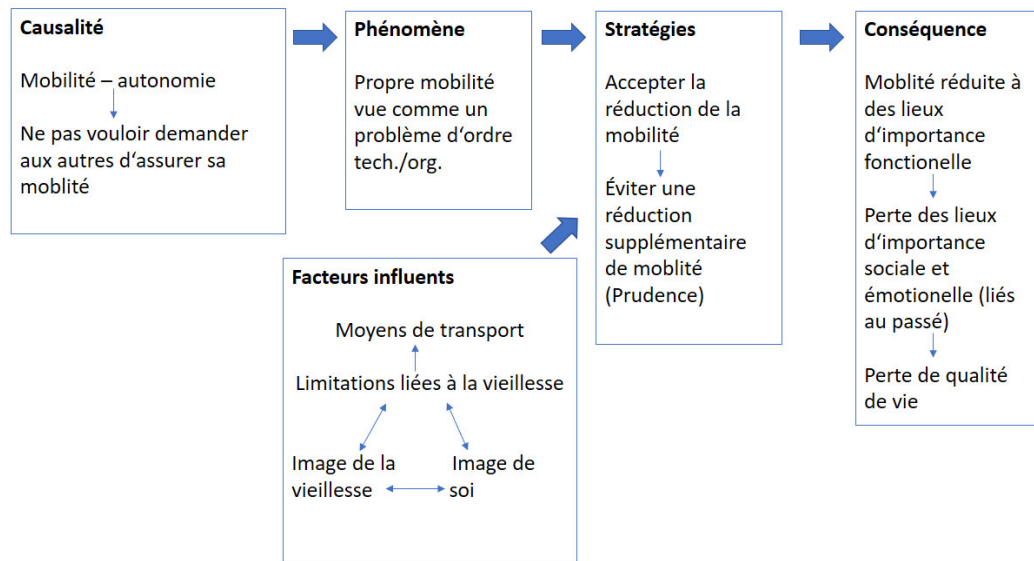 Causalité
Mobilité – autonomie
Ne pas vouloir demander
aux autres d‘assurer sa
moblité
Phénomène
Propre mobilité
vue comme un
problème d‘ordre
tech./org.
Stratégies
Accepter la
réduction de la
mobilité
Éviter une
réduction
supplémentaire
de moblité
(Prudence)
Conséquence
Moblité réduite à
des lieux
d‘importance
fonctionelle
Perte des lieux
d‘importance
sociale et
émotionelle (liés
au passé)
Perte de qualité
de vie
Facteurs influents
Moyens de transport
Limitations liées à la vieillesse
Image de la
vieillesse
Image de
soi